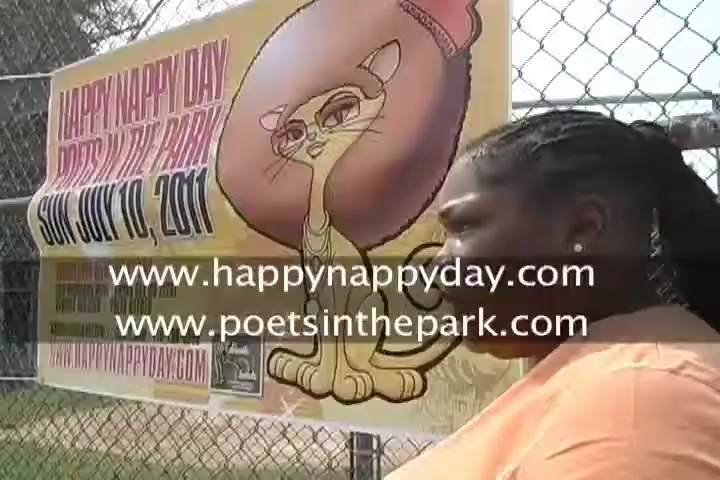 HAPPY NAPPY DAY
POETS IN THE PARK
SUN JULY 10, 2011
www.happynappyday.com
www.poetsinthepark.com
WWW.HAPPYNAPPYDAY.COM